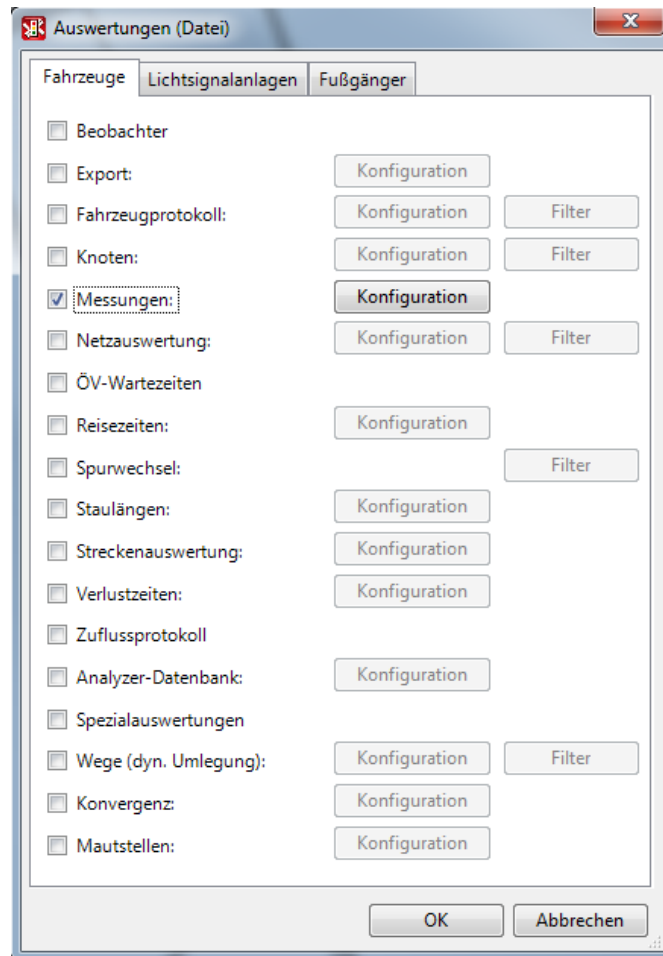 Auswertungen (Datei)
Fahrzeuge Lichtsignalanlagen Fußgänger
Beobachter
Export: Konfiguration
Fahrzeugprotokoll: Konfiguration Filter
Knoten: Konfiguration Filter
Messungen: Konfiguration
Netzauswertung: Konfiguration Filter
ÖV-Wartezeiten
Reisezeiten: Konfiguration
Spurwechsel: Filter
Staulängen: Konfiguration
Streckenauswertung: Konfiguration
Verlustzeiten: Konfiguration
Zuflussprotokoll
Analyzer-Datenbank: Konfiguration
Spezialauswertungen
Wege (dyn. Umlegung): Konfiguration Filter
Konvergenz: Konfiguration
Mautstellen: Konfiguration
OK Abbrechen